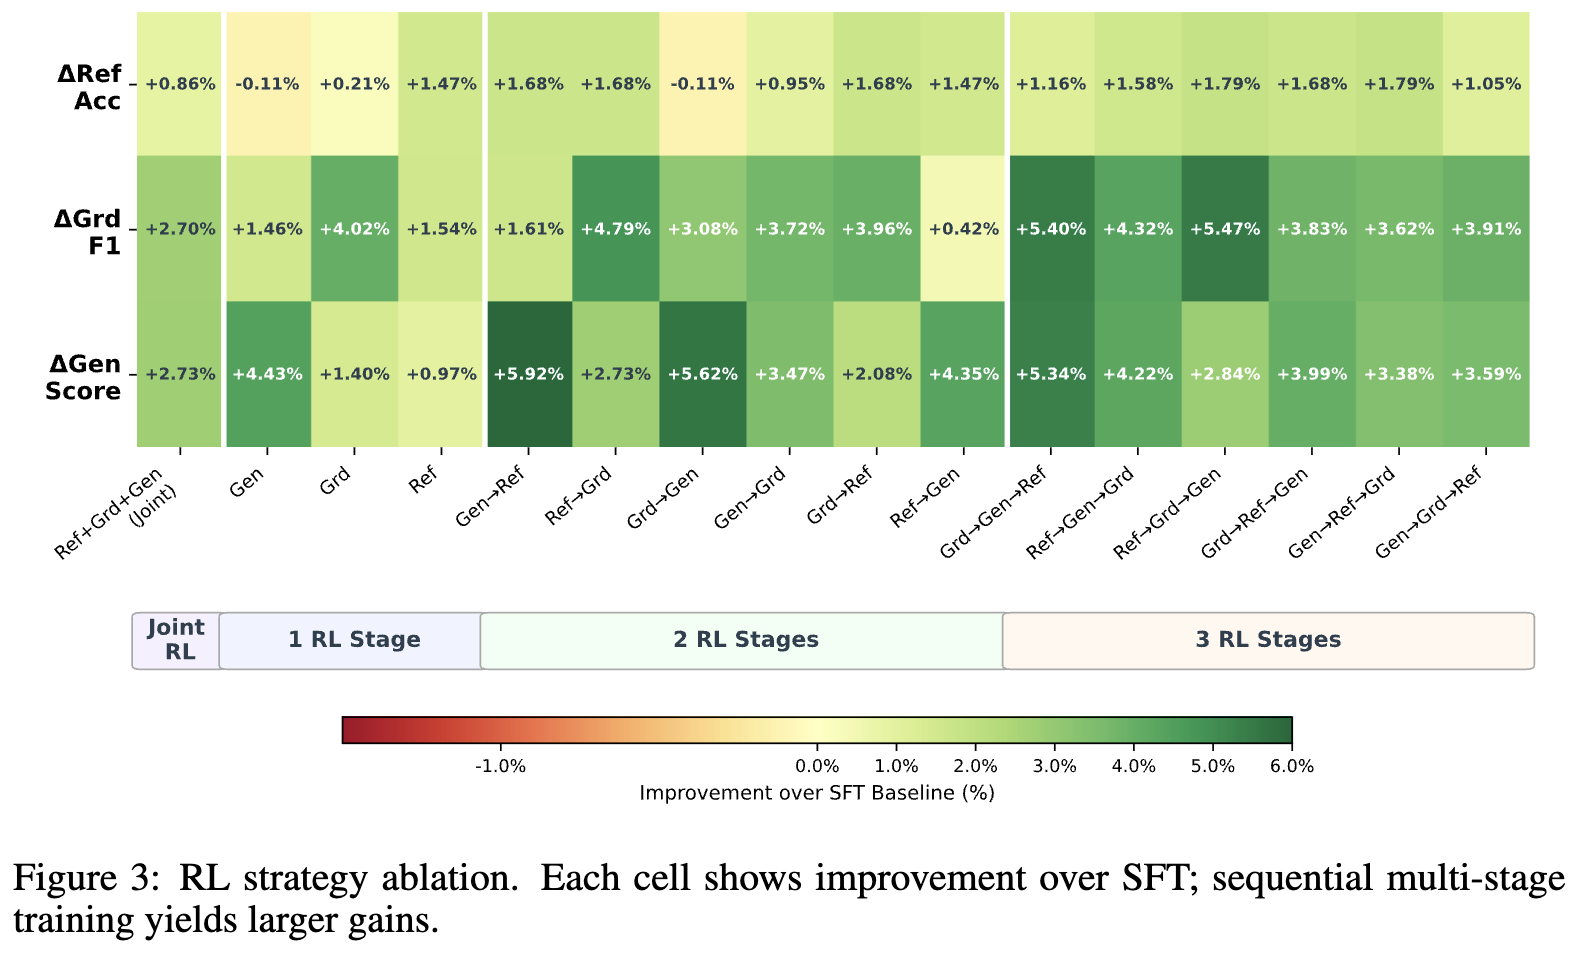 ΔRef
Acc
+0.86% -0.11% +0.21% +1.47% +1.68% +1.68% -0.11% +0.95% +1.68% +1.47% +1.16% +1.58% +1.79% +1.68% +1.79% +1.05%
ΔGrd
F1
+2.70% +1.46% +4.02% +1.54% +1.61% +4.79% +3.08% +3.72% +3.96% +0.42% +5.40% +4.32% +5.47% +3.83% +3.62% +3.91%
ΔGen
Score
+2.73% +4.43% +1.40% +0.97% +5.92% +2.73% +5.62% +3.47% +2.08% +4.35% +5.34% +4.22% +2.84% +3.99% +3.38% +3.59%
Ref+Grd+Gen
(Joint)
Gen
Grd
Ref
Gen→Ref
Ref→Grd
Grd→Gen
Gen→Grd
Grd→Ref
Ref→Gen
Grd→Gen→Ref
Ref→Gen→Grd
Ref→Grd→Gen
Grd→Ref→Gen
Gen→Ref→Grd
Gen→Grd→Ref
Joint
RL
1 RL Stage
2 RL Stages
3 RL Stages
-1.0% 0.0% 1.0% 2.0% 3.0% 4.0% 5.0% 6.0%
Improvement over SFT Baseline (%)
Figure 3: RL strategy ablation. Each cell shows improvement over SFT; sequential multi-stage
training yields larger gains.